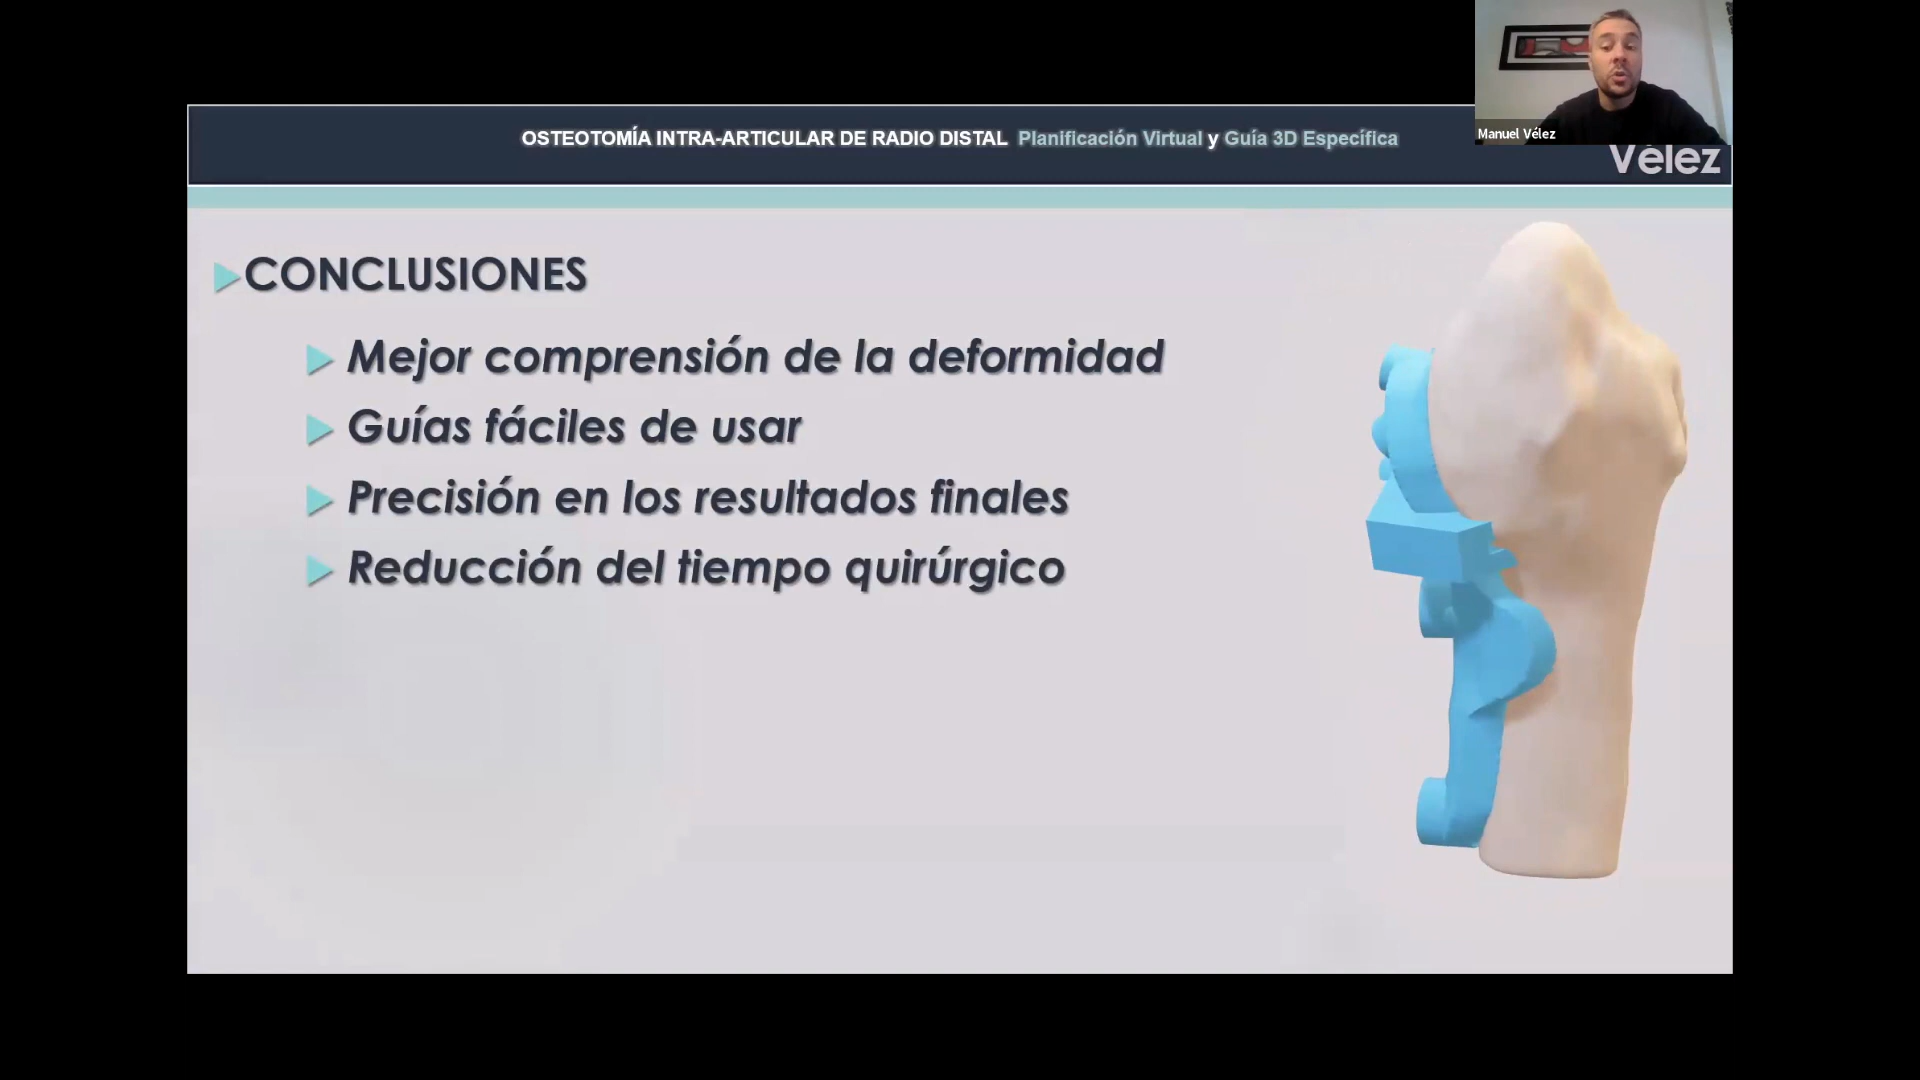 Manuel Vélez
OSTEOTOMÍA INTRA-ARTICULAR DE RADIO DISTAL Planificación Virtual y Guía 3D Específica
Vélez
CONCLUSIONES
Mejor comprensión de la deformidad
Guías fáciles de usar
Precisión en los resultados finales
Reducción del tiempo quirúrgico